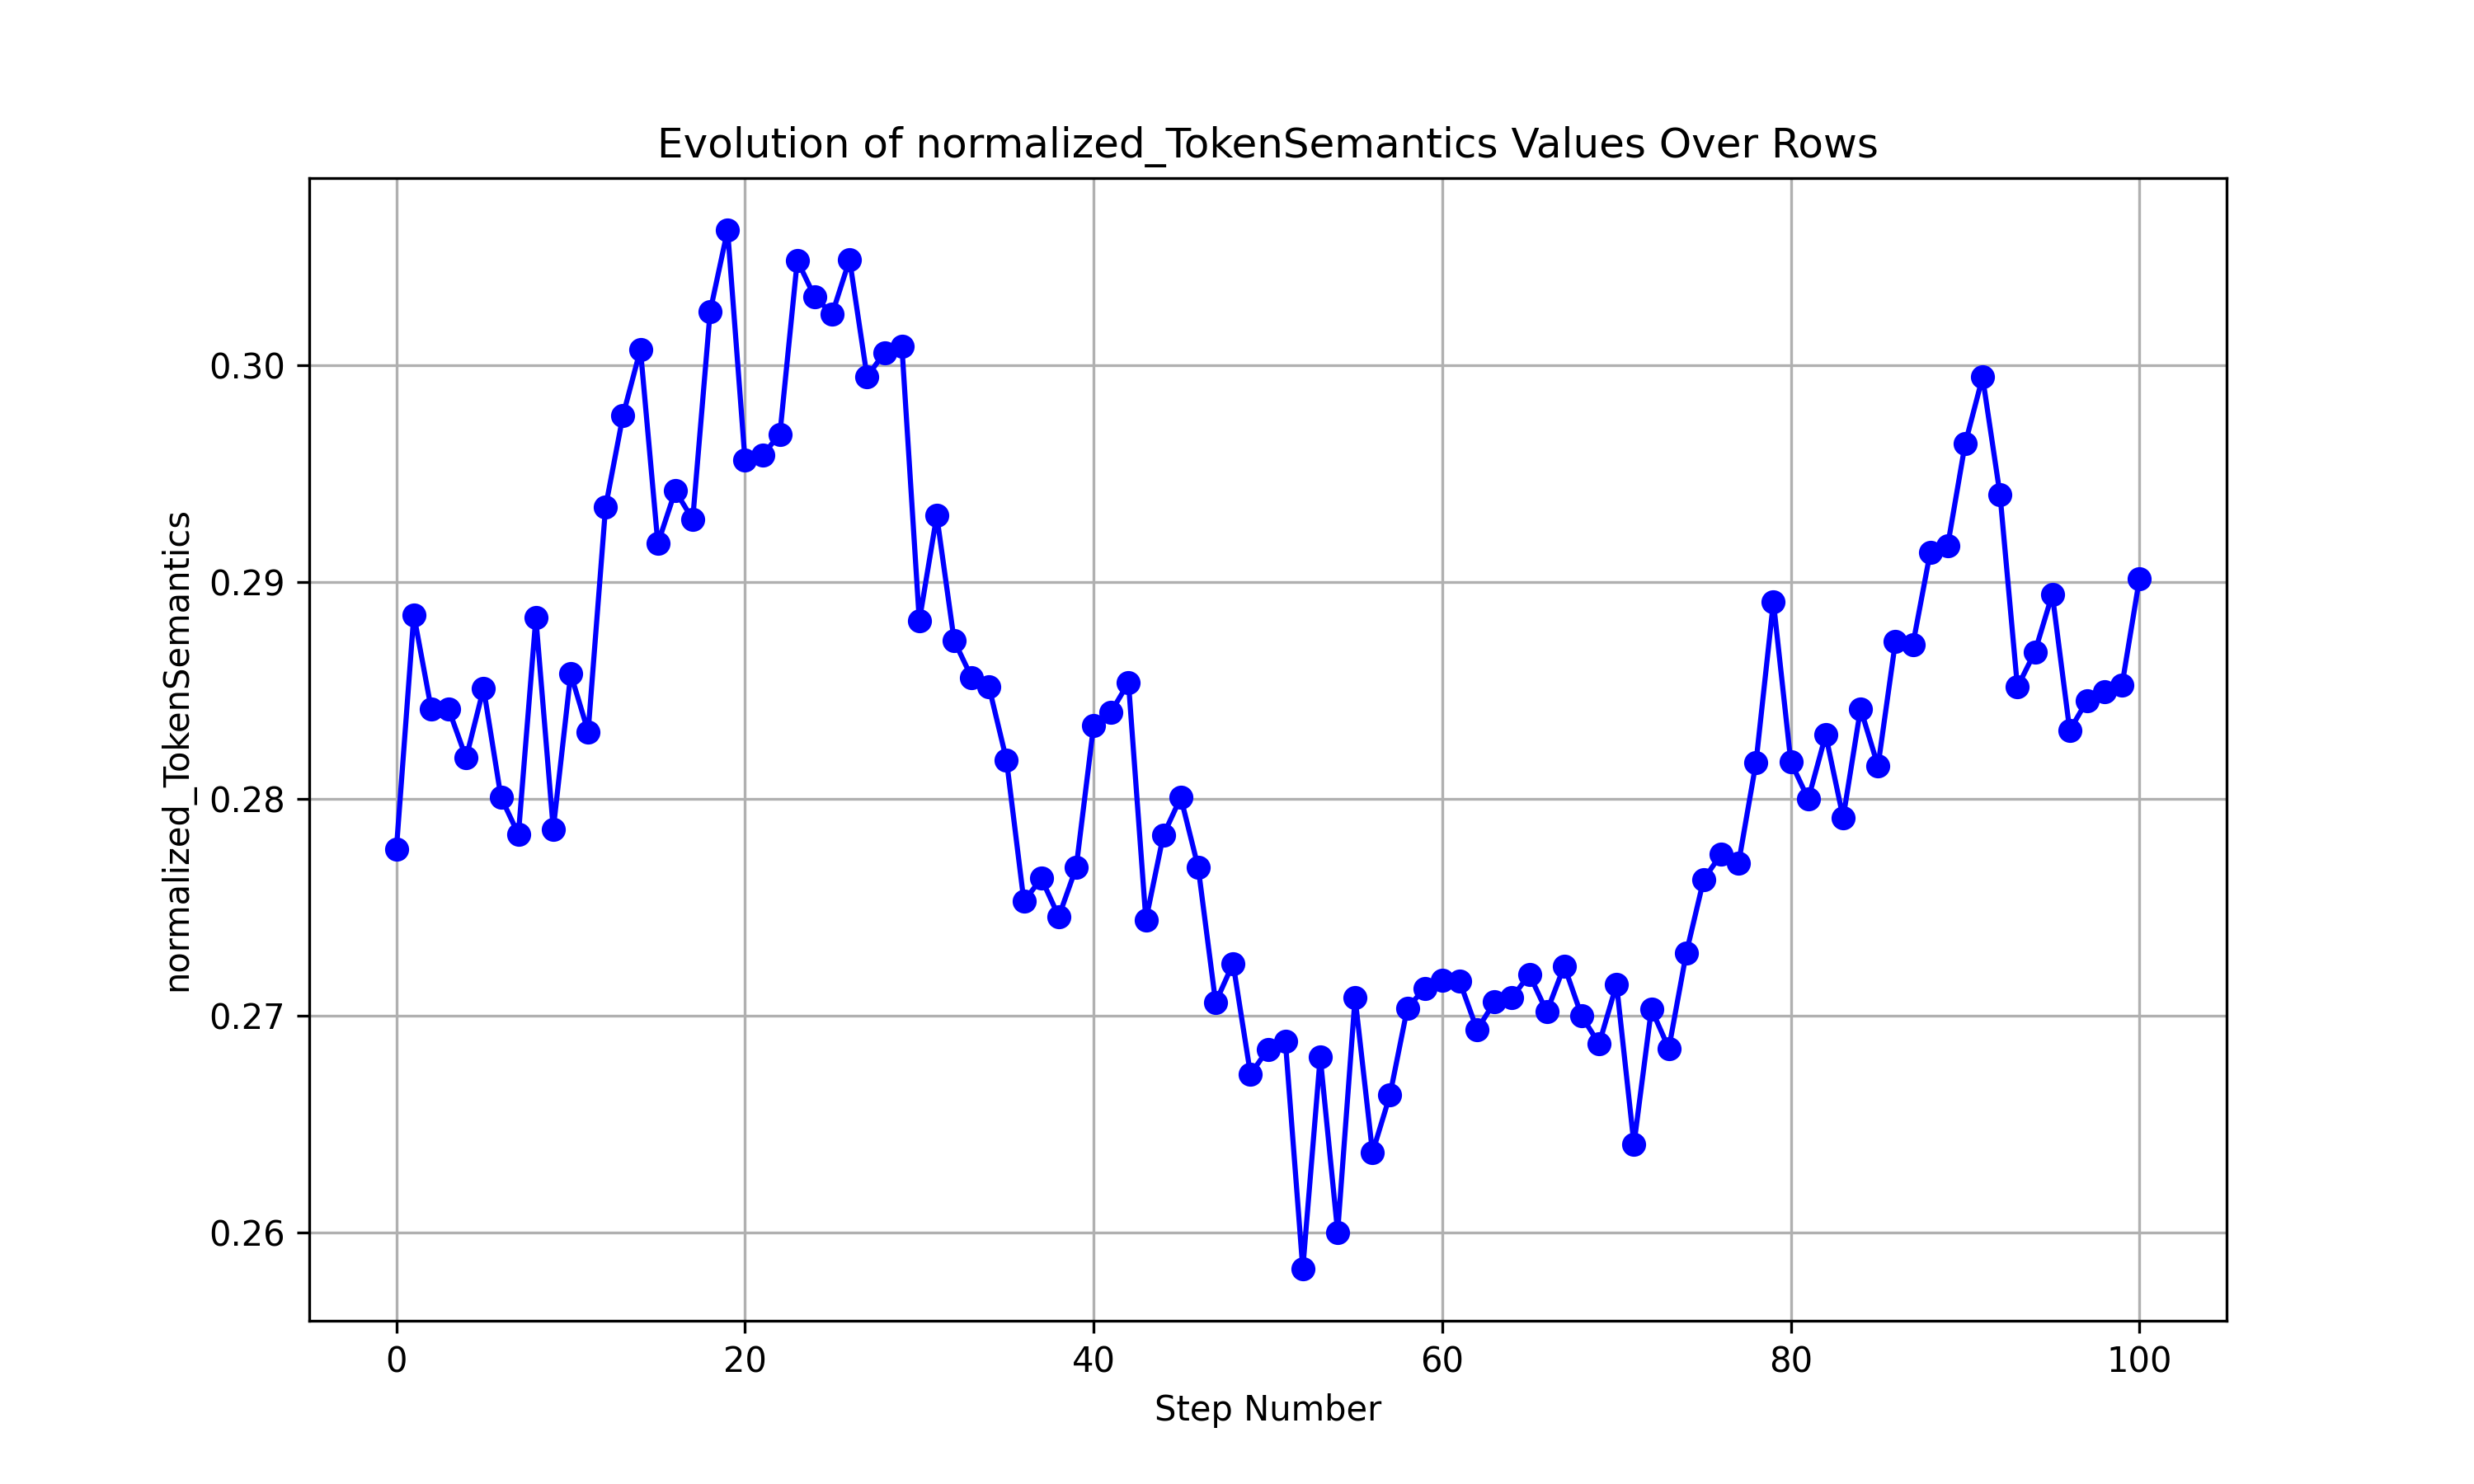 Evolution of normalized_TokenSemantics Values Over Rows
normalized_TokenSemantics
0.30
0.29
0.28
0.27
0.26
0 20 40 60 80 100
Step Number